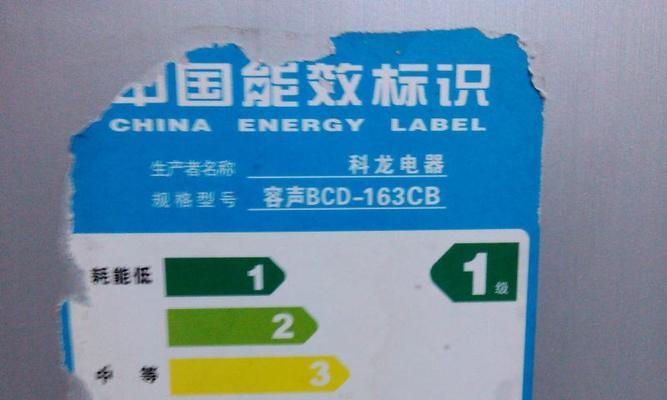 中国能效标识
CHINA ENERGY LABEL
生产者名称 科龙电器
规格型号 容声BCD-163CB
耗能低 1 1级
2
中等 3